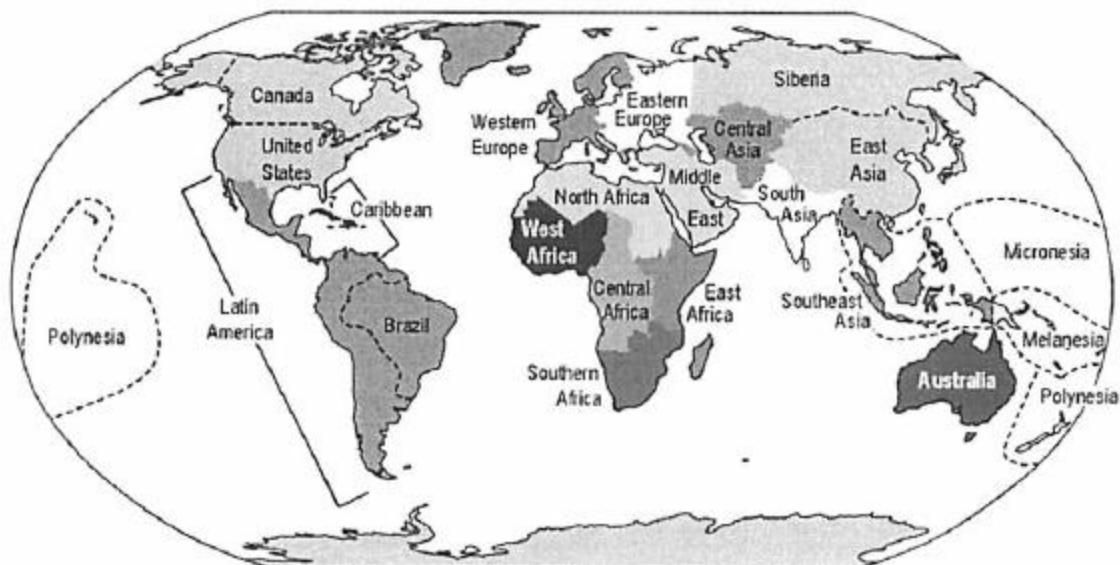 Canada
United
States
Caribbean
Latin
America
Brazil
Polynesia
Western
Europe
Eastern
Europe
Siberia
Central
Asia
East
Asia
Middle
East
South
Asia
North Africa
West
Africa
Central
Africa
East
Africa
Southern
Africa
Southeast
Asia
Micronesia
Melanesia
Australia
Polynesia